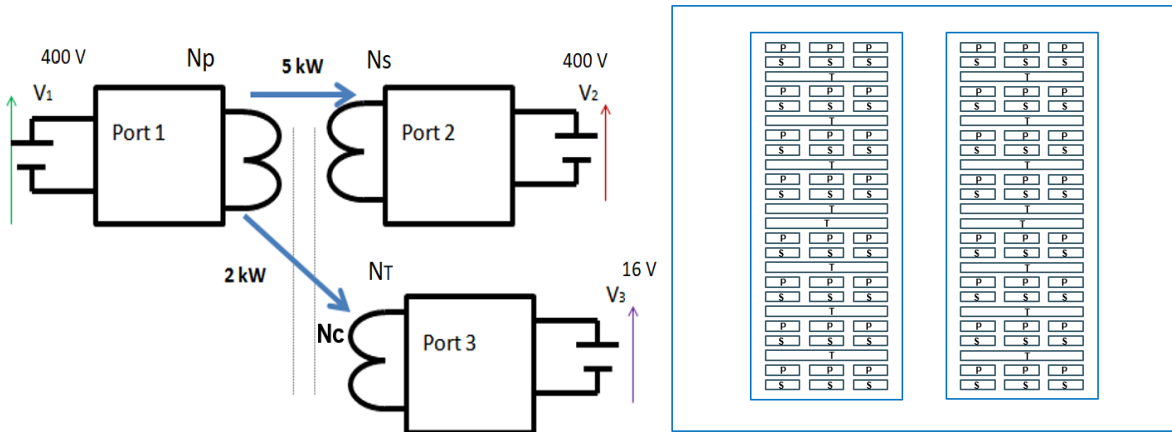 400 V
Np
5 kW
Ns
400 V
V1
V2
Port 1
Port 2
2 kW
NT
16 V
V3
Nc
Port 3
P P P P P P
S S S S S S
T T
P P P P P P
S S S S S S
T T
P P P P P P
S S S S S S
T T
P P P P P P
S S S S S S
T T
T T
P P P P P P
S S S S S S
T T
P P P P P P
S S S S S S
T T
P P P P P P
S S S S S S
T T
P P P P P P
S S S S S S